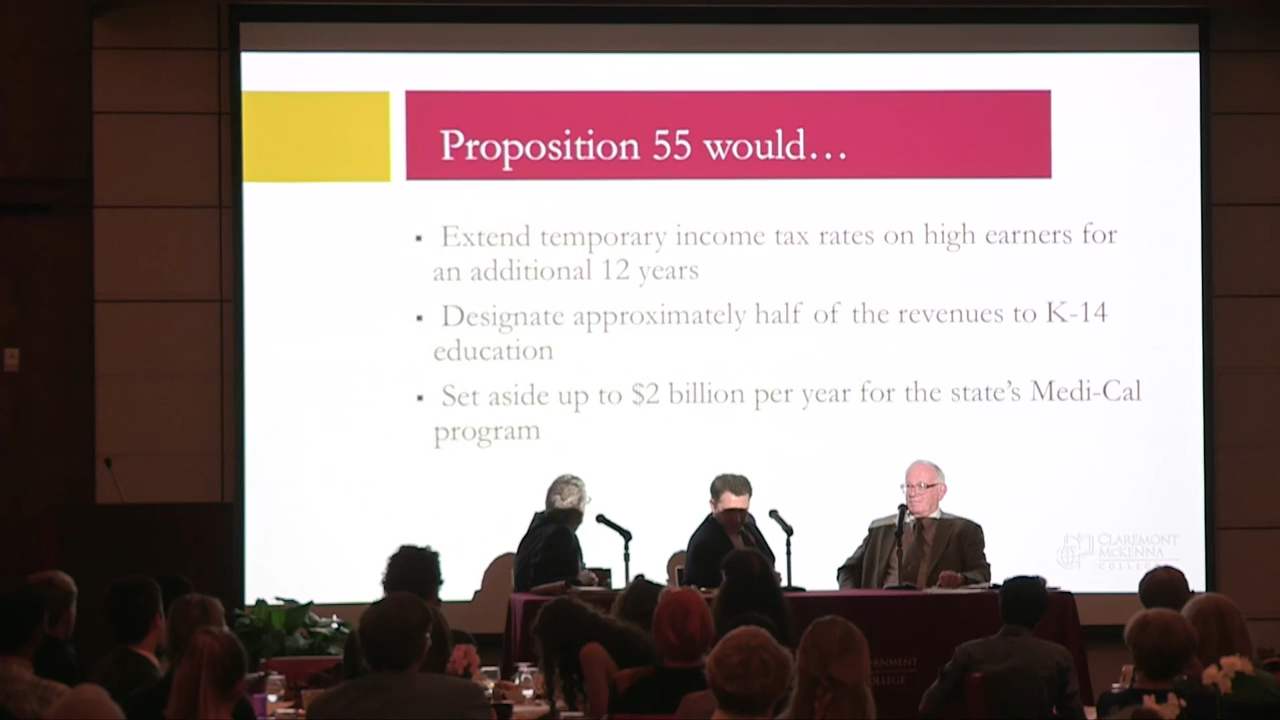 Proposition 55 would…
▪ Extend temporary income tax rates on high earners for
an additional 12 years
▪ Designate approximately half of the revenues to K-14
education
▪ Set aside up to $2 billion per year for the state's Medi-Cal
program
CLAREMONT
MCKENNA
COLLEGE